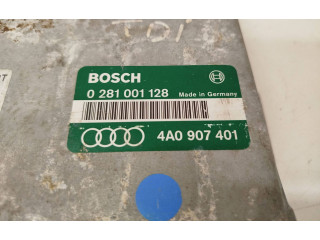 TDI
BOSCH
0 281 001 128 Made in Germany
4A0 907 401